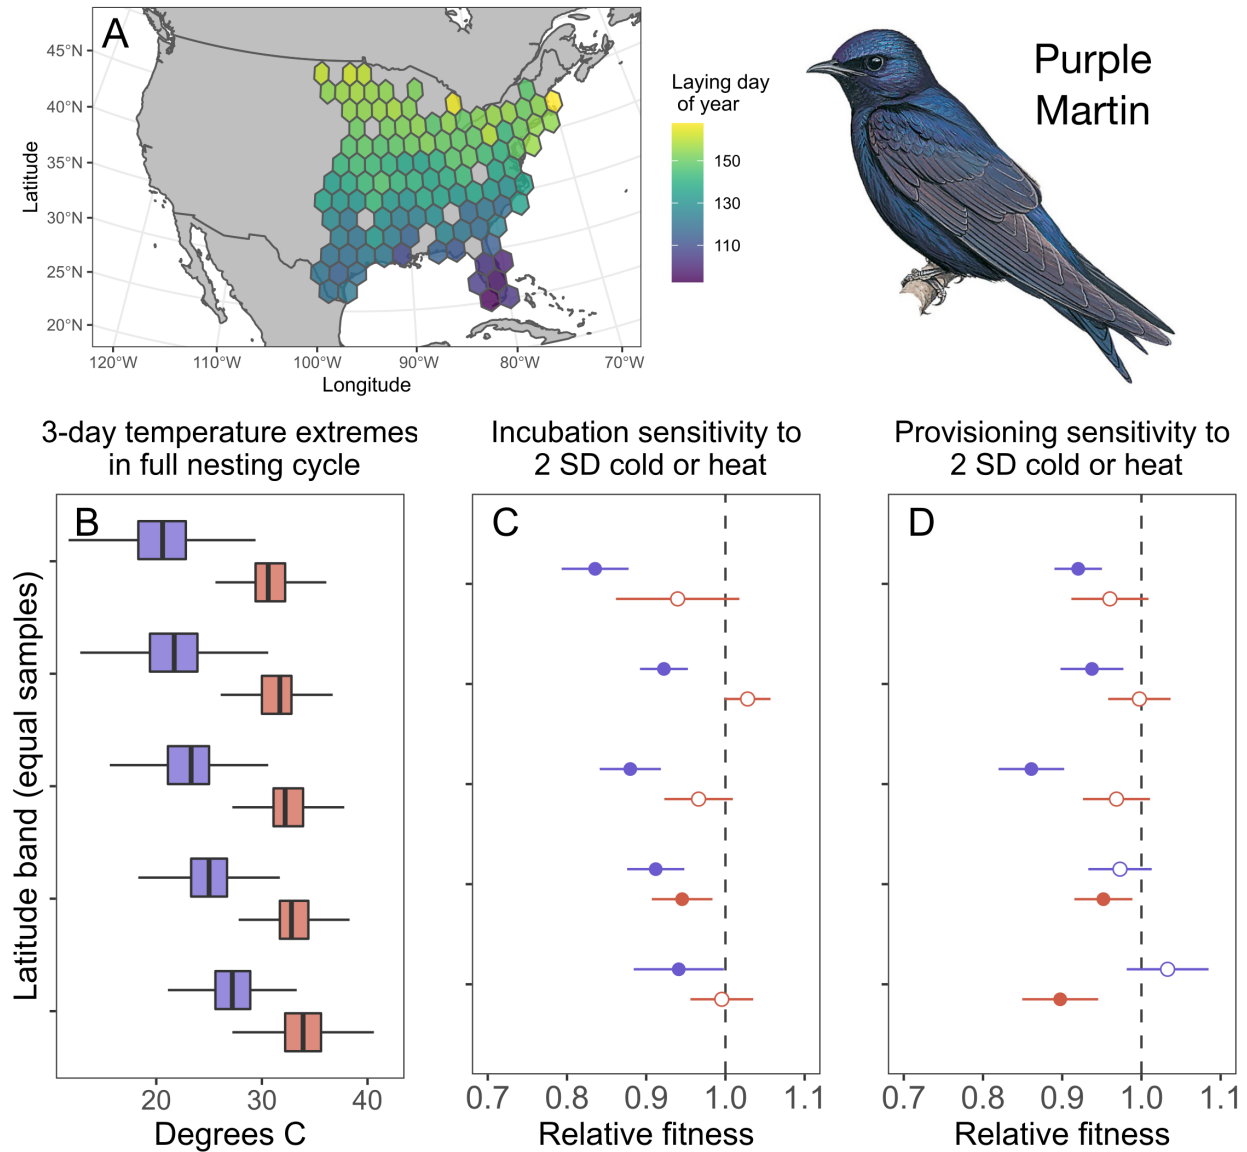 A
45°N
40°N
35°N
30°N
25°N
20°N
Latitude
120°W
110°W
100°W
90°W
80°W
70°W
Longitude
Laying day
of year
150
130
110
Purple
Martin
3-day temperature extremes
in full nesting cycle
B
Latitude band (equal samples)
20
30
40
Degrees C
Incubation sensitivity to
2 SD cold or heat
C
0.7
0.8
0.9
1.0
1.1
Relative fitness
Provisioning sensitivity to
2 SD cold or heat
D
0.7
0.8
0.9
1.0
1.1
Relative fitness